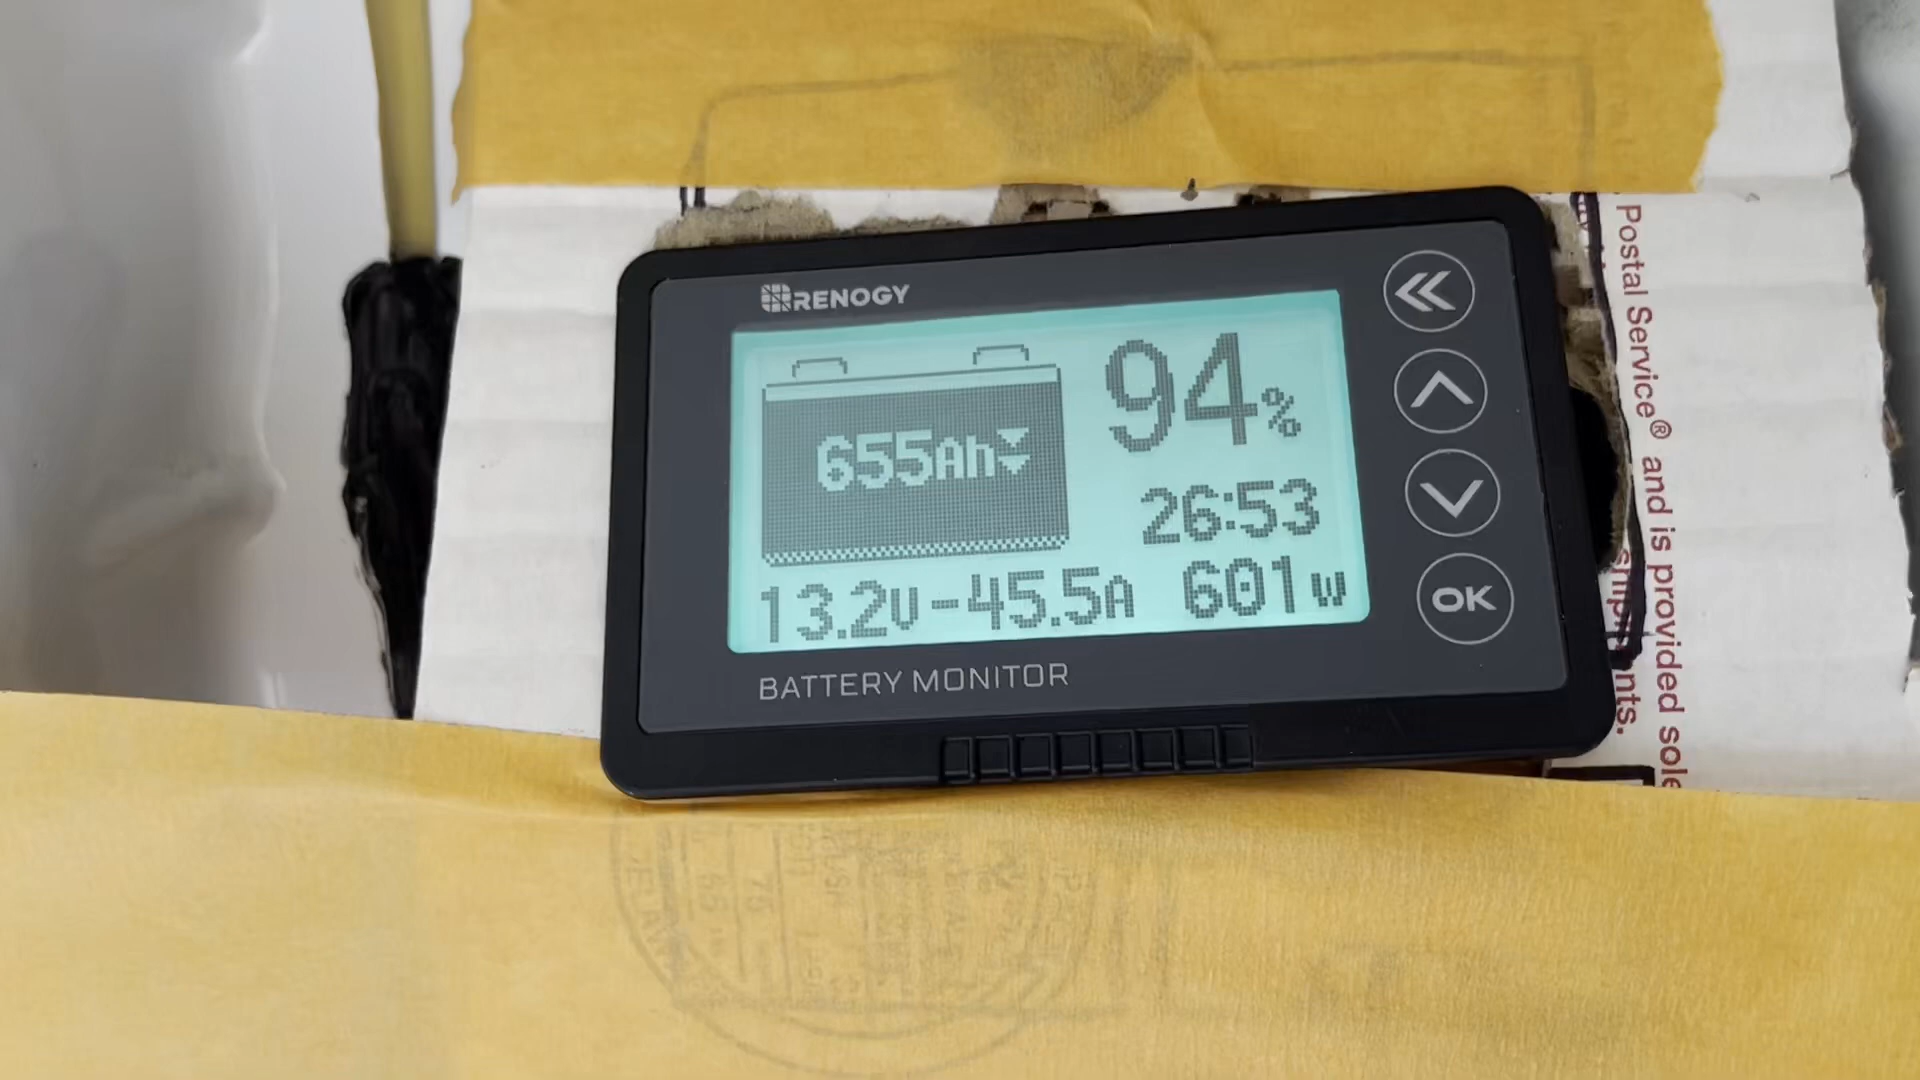 RENOGY
94%
655Ah
26:53
13.2V -45.5A 601W
BATTERY MONITOR
OK
Postal Service® and is provided sole
shipments.